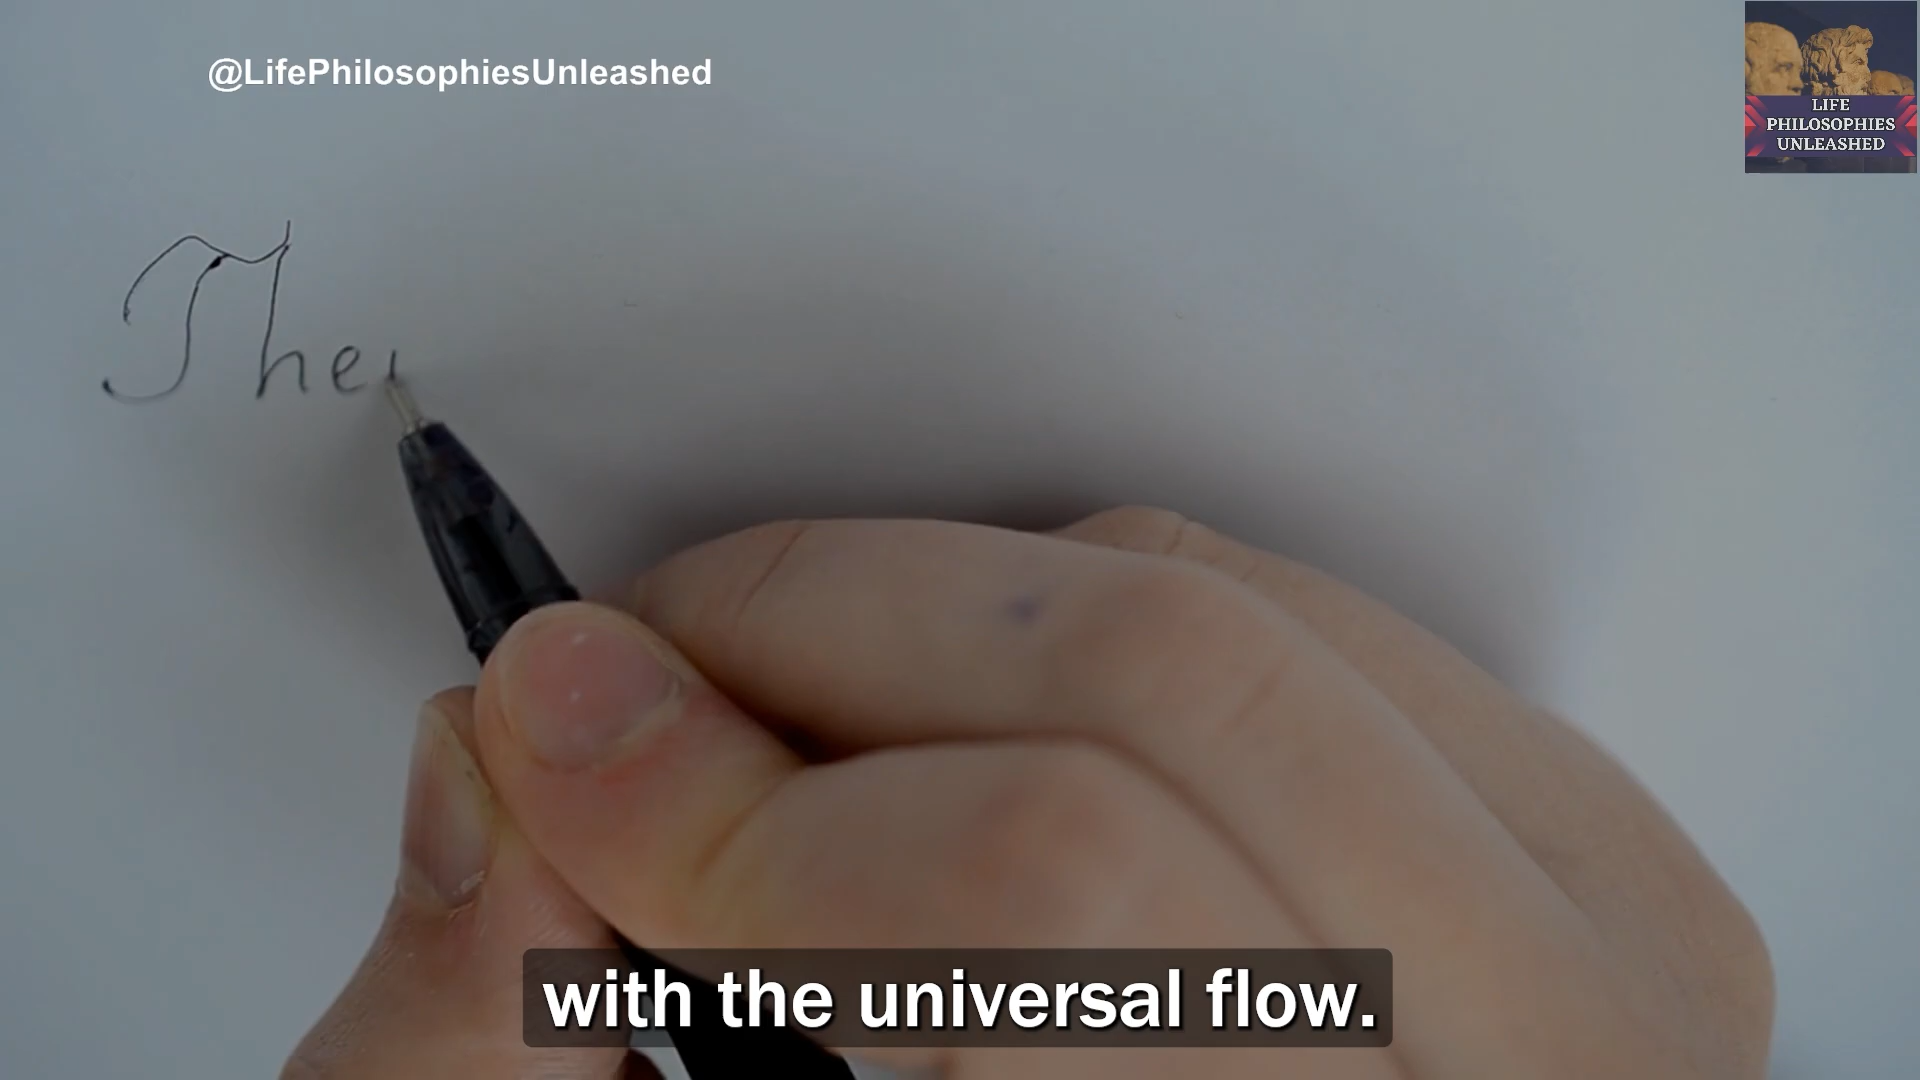 @LifePhilosophiesUnleashed
LIFE
PHILOSOPHIES
UNLEASHED
The
with the universal flow.